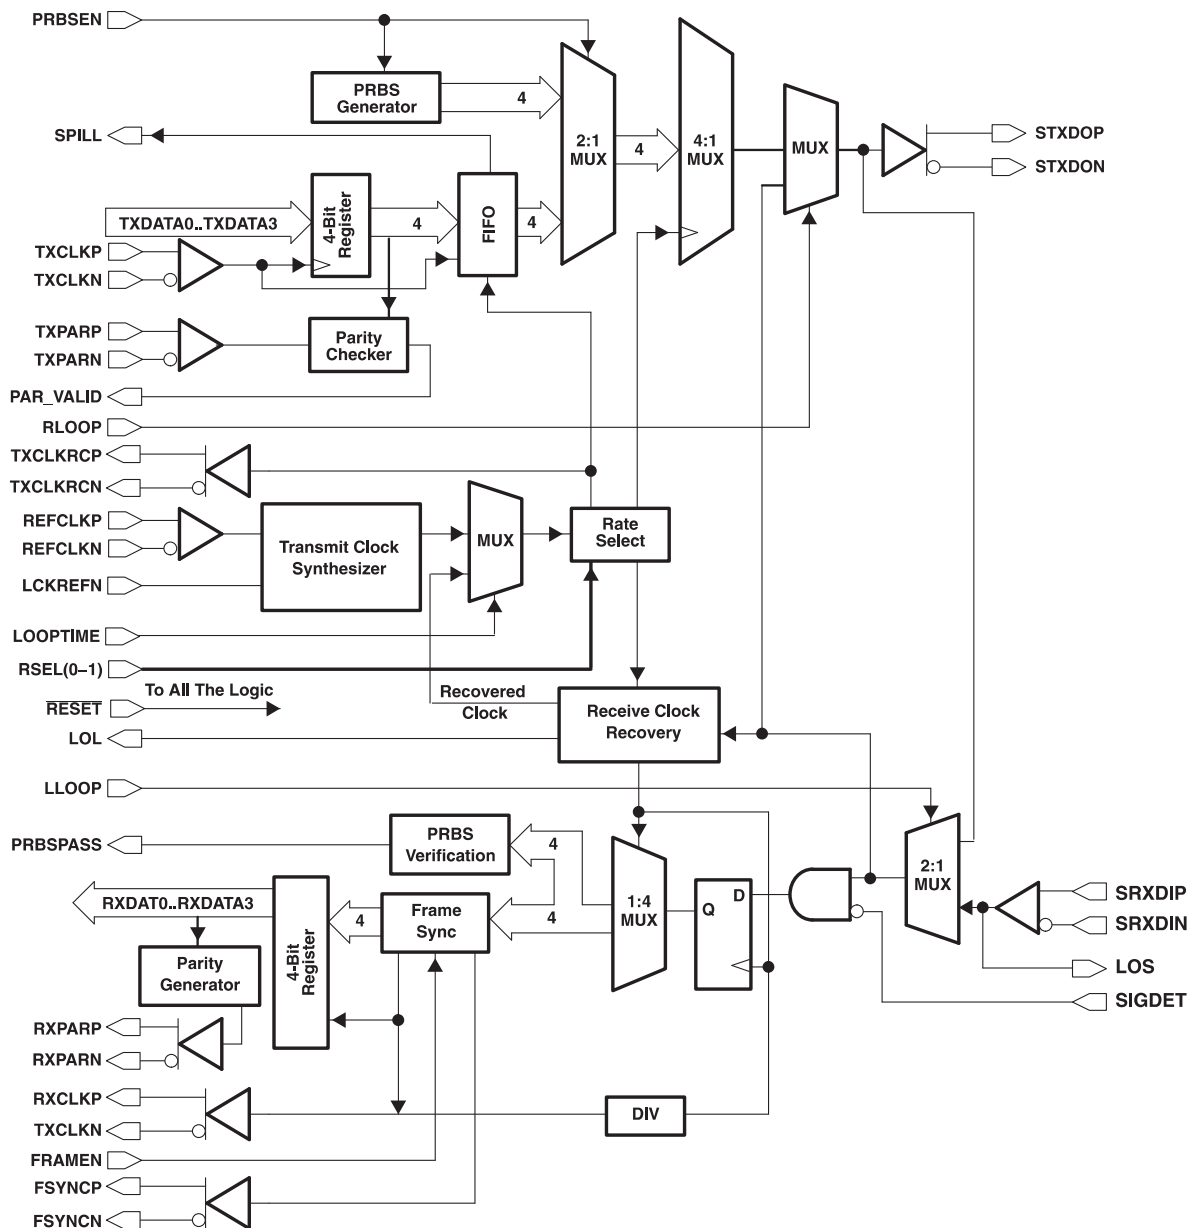 PRBSEN
PRBS
Generator
4
SPILL
2:1
MUX
4
4:1
MUX
MUX
STXDOP
STXDON
TXDATA0..TXDATA3
4-Bit
Register
4
FIFO
4
TXCLKP
TXCLKN
TXPARP
TXPARN
Parity
Checker
PAR_VALID
RLOOP
TXCLKRCP
TXCLKRCN
REFCLKP
REFCLKN
LCKREFN
Transmit Clock
Synthesizer
MUX
Rate
Select
LOOPTIME
RSEL(0–1)
RESET
To All The Logic
Recovered
Clock
Receive Clock
Recovery
LOL
LLOOP
PRBSPASS
PRBS
Verification
4
4
1:4
MUX
Q
D
2:1
MUX
SRXDIP
SRXDIN
LOS
SIGDET
RXDAT0..RXDATA3
4-Bit
Register
4
Frame
Sync
Parity
Generator
RXPARP
RXPARN
RXCLKP
TXCLKN
DIV
FRAMEN
FSYNCP
FSYNCN